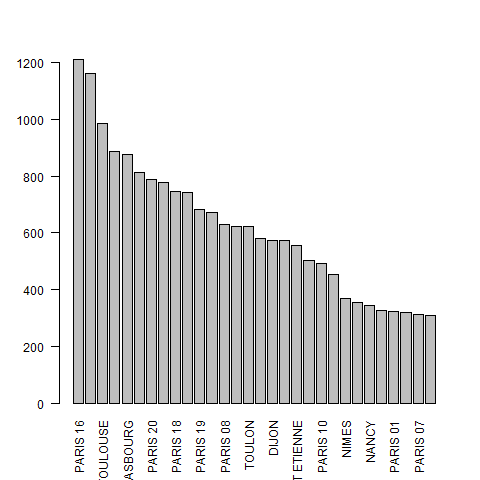 1200
1000
800
600
400
200
0
PARIS 16
OULOUSE
ASBOURG
PARIS 20
PARIS 18
PARIS 19
PARIS 08
TOULON
DIJON
T ETIENNE
PARIS 10
NIMES
NANCY
PARIS 01
PARIS 07